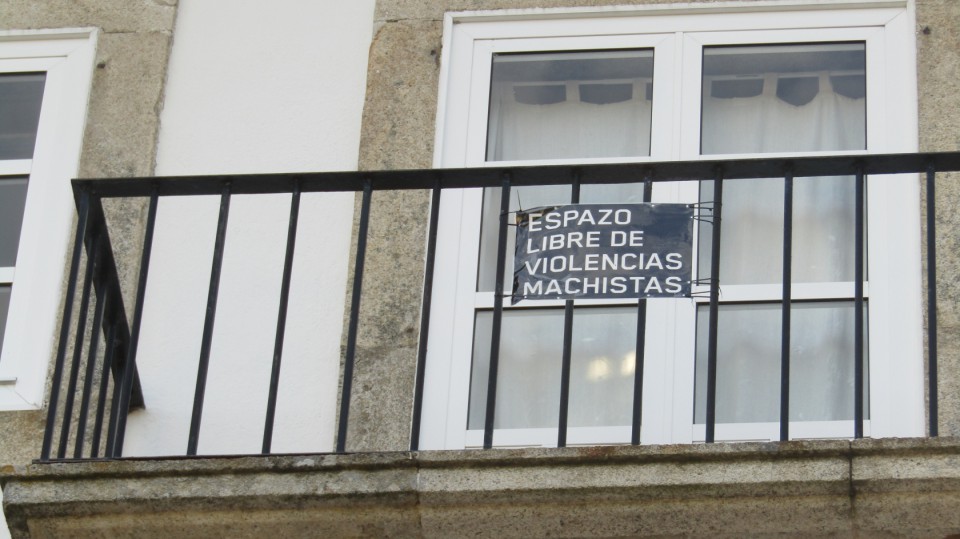 ESPAZO
LIBRE DE
VIOLENCIAS
MACHISTAS